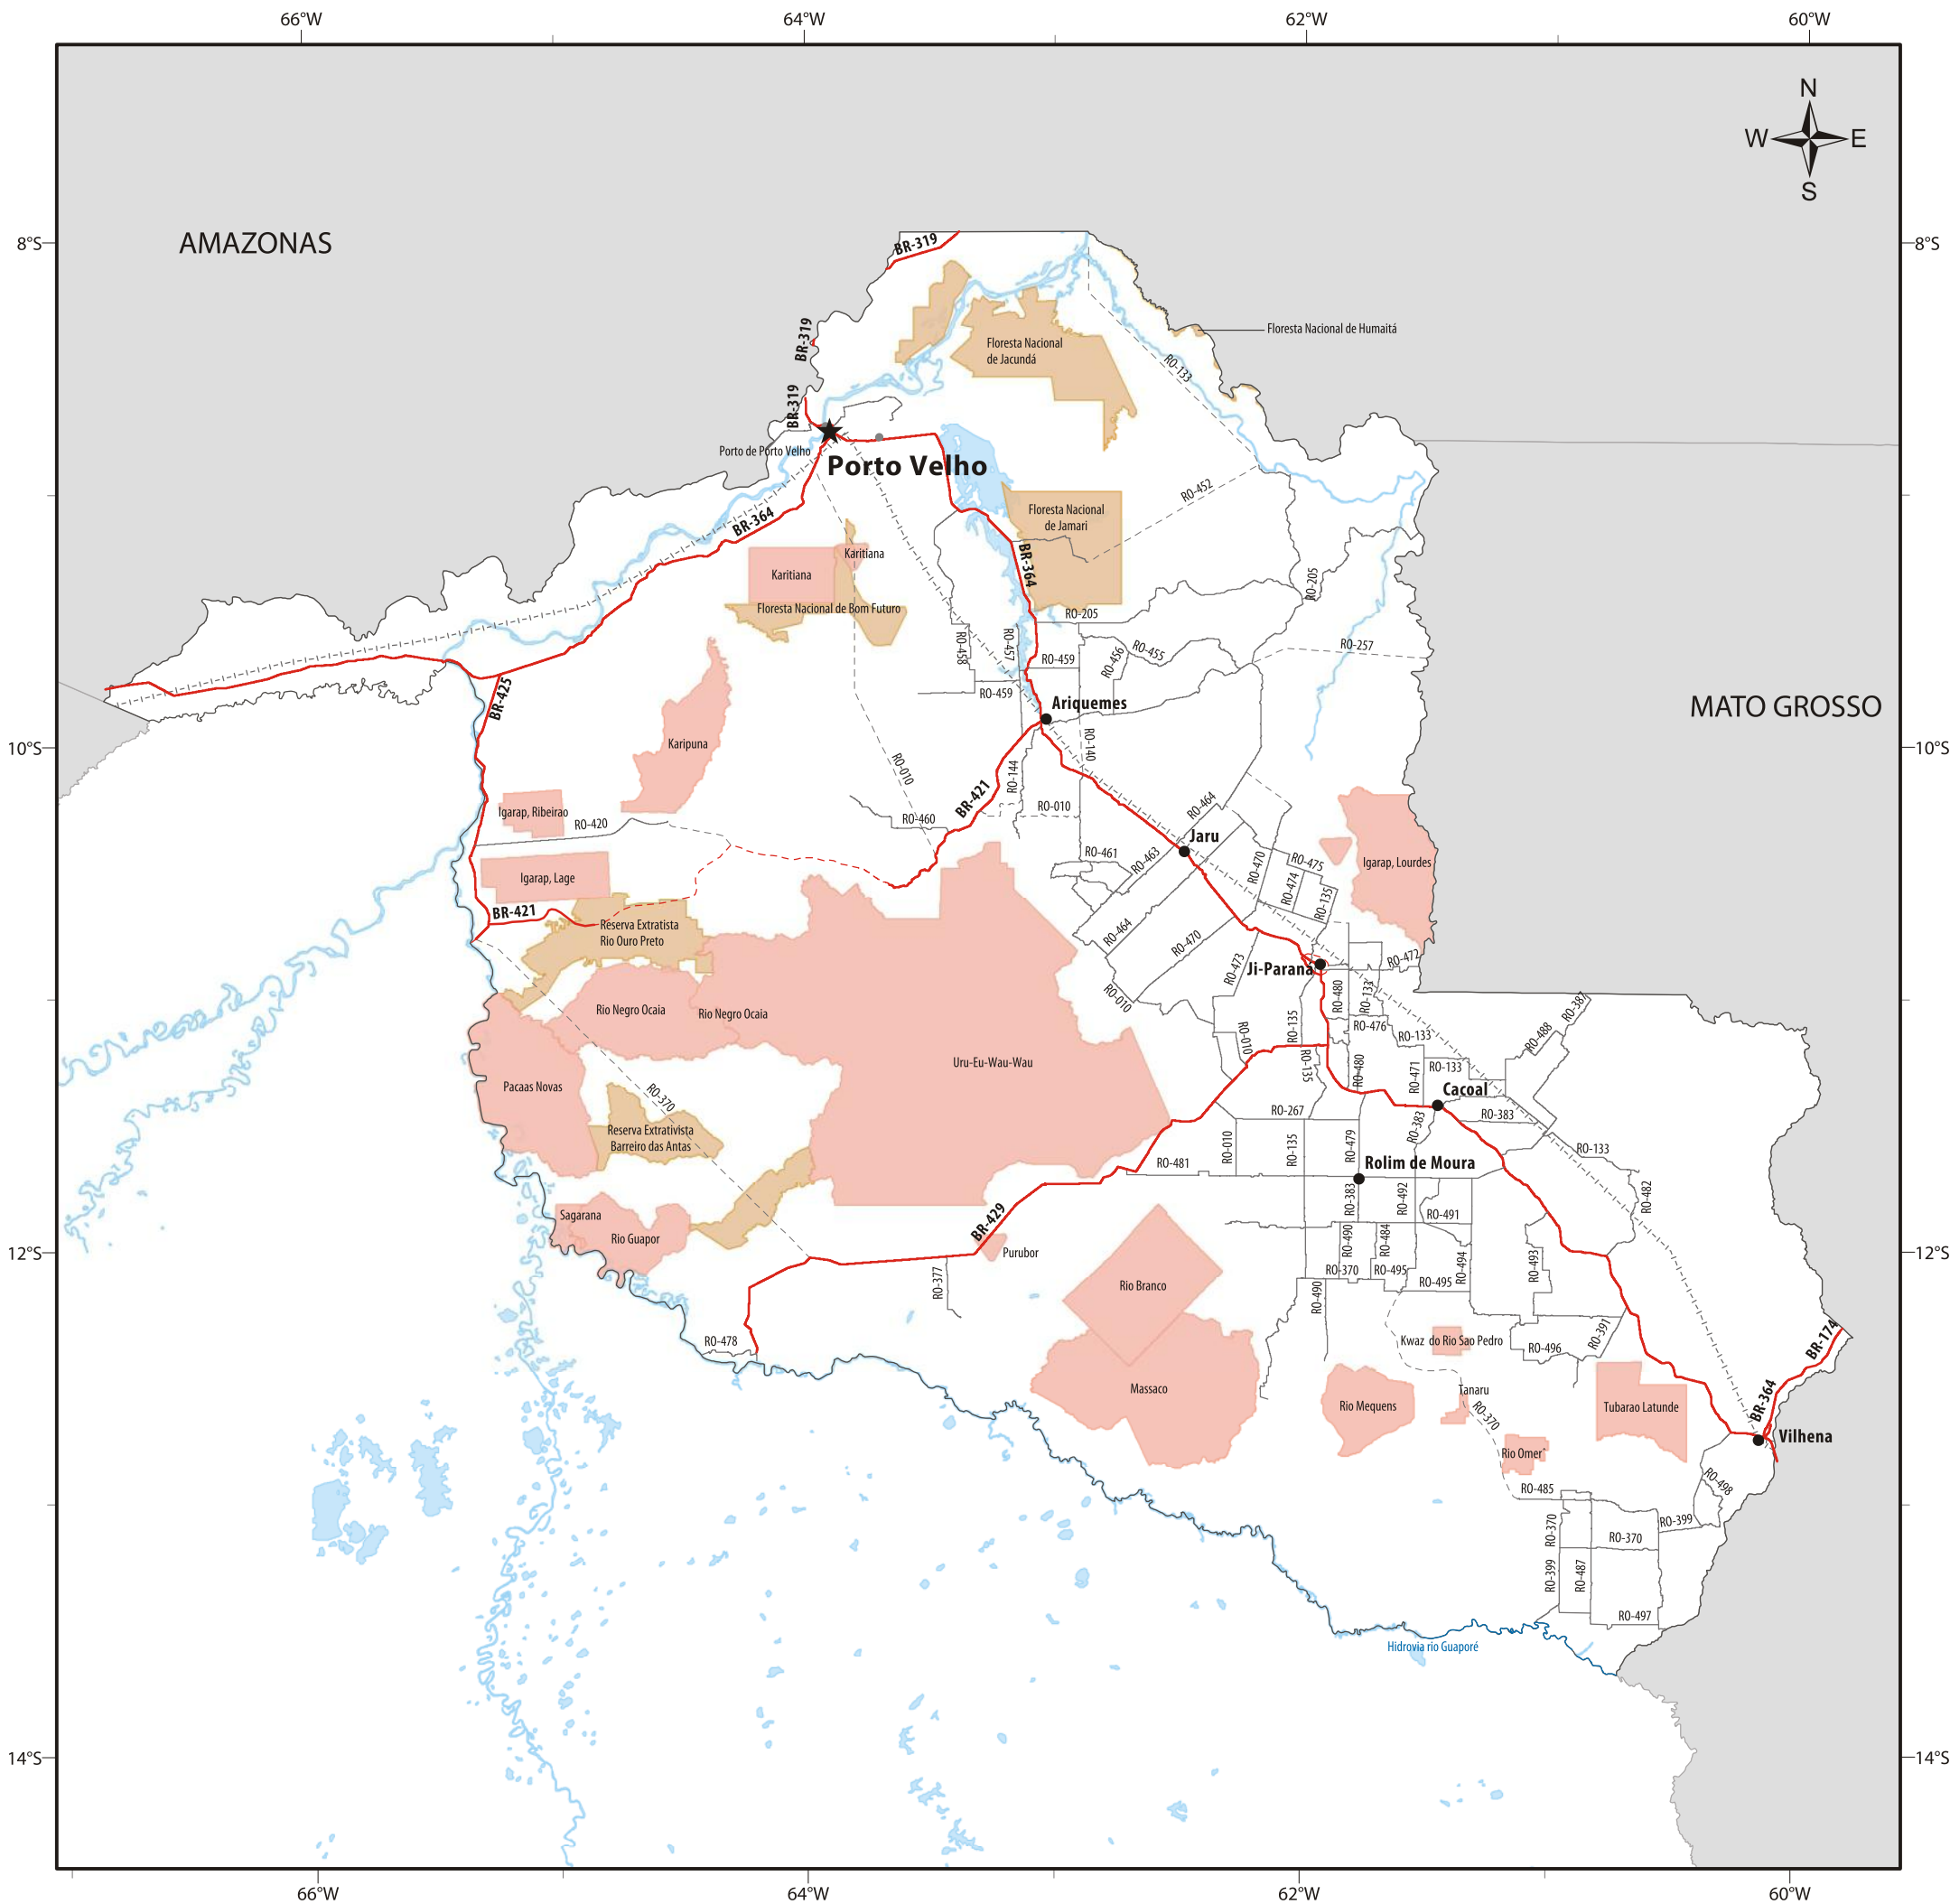 66°W
64°W
62°W
60°W
N
W
E
S
8°S
AMAZONAS
BR-319
8°S
Floresta Nacional de Humaitá
BR-319
Floresta Nacional
de Jacundá
RO-133
BR-319
Porto de Porto Velho
Porto Velho
RO-452
BR-364
Floresta Nacional
de Jamari
Karitiana
Karitiana
BR-364
RO-205
Floresta Nacional de Bom Futuro
RO-205
RO-458
RO-457
RO-459
RO-456
RO-455
RO-257
RO-459
BR-425
Ariquemes
MATO GROSSO
Karipuna
10°S
RO-140
10°S
RO-010
RO-144
BR-421
RO-010
RO-464
Igarap, Ribeirao
RO-420
RO-460
Jaru
RO-461
RO-463
RO-470
RO-475
Igarap, Lourdes
Igarap, Lage
RO-474
RO-135
BR-421
Reserva Extratista
Rio Ouro Preto
RO-464
RO-470
RO-473
RO-472
Ji-Paraná
Rio Negro Ocaia
Rio Negro Ocaia
RO-010
RO-480
RO-133
RO-387
RO-135
RO-476
RO-010
RO-133
RO-488
Uru-Eu-Wau-Wau
RO-135
RO-480
RO-471
RO-133
Pacaas Novas
RO-370
Cacoal
RO-267
RO-383
RO-383
Reserva Extrativista
Barreiro das Antas
RO-010
RO-135
RO-479
RO-133
RO-481
Rolim de Moura
RO-482
RO-383
RO-492
RO-491
Sagarana
Rio Guapor
BR-429
RO-490
RO-484
12°S
Purubor
RO-493
12°S
RO-377
RO-370
RO-495
RO-495
RO-494
Rio Branco
RO-490
RO-478
Kwaz do Rio Sao Pedro
RO-496
RO-391
BR-174
Massaco
Tanaru
Rio Mequens
RO-370
Tubarao Latunde
BR-364
Vilhena
Rio Omer
RO-485
RO-498
RO-370
RO-399
RO-370
RO-399
RO-487
RO-497
Hidrovia rio Guaporé
14°S
14°S
66°W
64°W
62°W
60°W